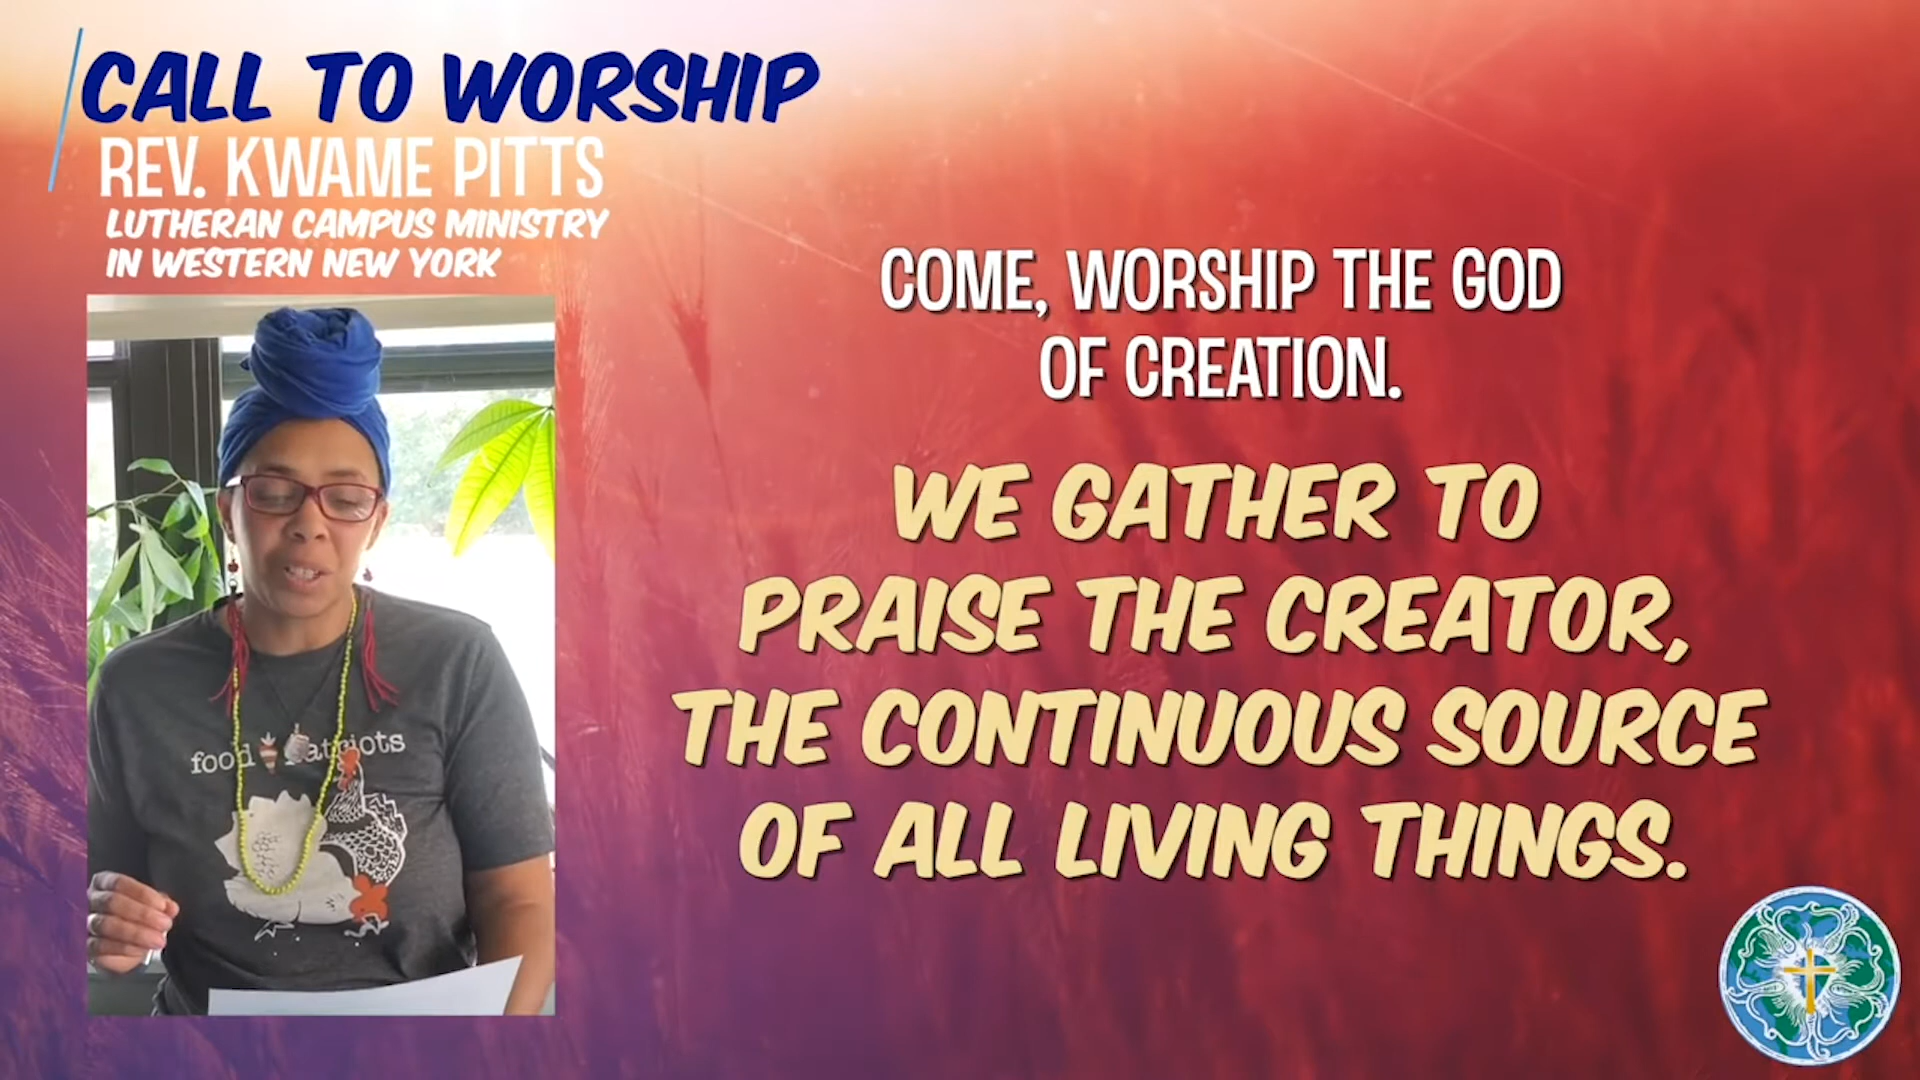 CALL TO WORSHIP
REV. KWAME PITTS
LUTHERAN CAMPUS MINISTRY
IN WESTERN NEW YORK
COME, WORSHIP THE GOD
OF CREATION.
WE GATHER TO
PRAISE THE CREATOR,
THE CONTINUOUS SOURCE
OF ALL LIVING THINGS.
food patriots